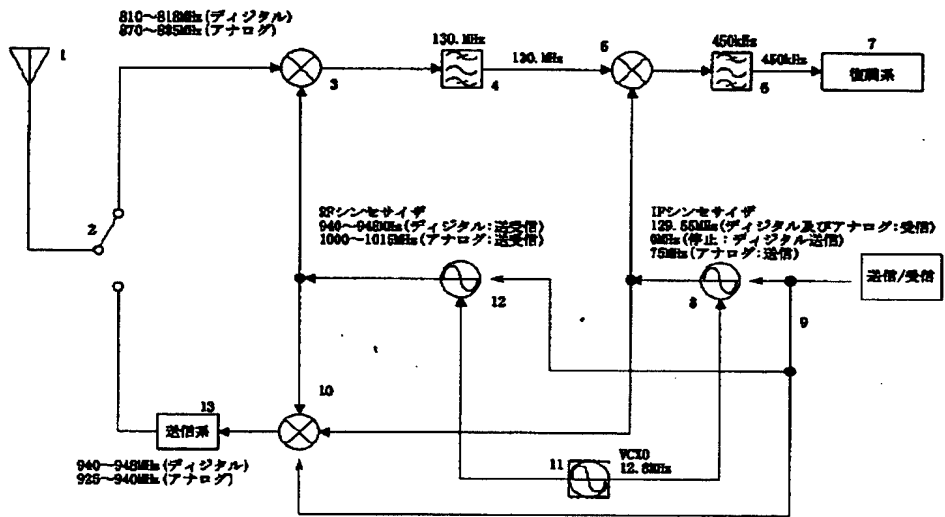 810～818MHz(ディジタル)
870～885MHz(アナログ)
1
2
3
130. MHz
4
130. MHz
5
450kHz
6
450kHz
7
復調系
RFシンセサイザ
940～948MHz(ディジタル:送受信)
1000～1015MHz(アナログ:送受信)
12
IFシンセサイザ
129.55MHz(ディジタル及びアナログ:受信)
0MHz(停止:ディジタル送信)
75MHz(アナログ:送信)
8
送信/受信
9
10
13
送信系
940～948MHz(ディジタル)
925～940MHz(アナログ)
11
VCXO
12.8MHz